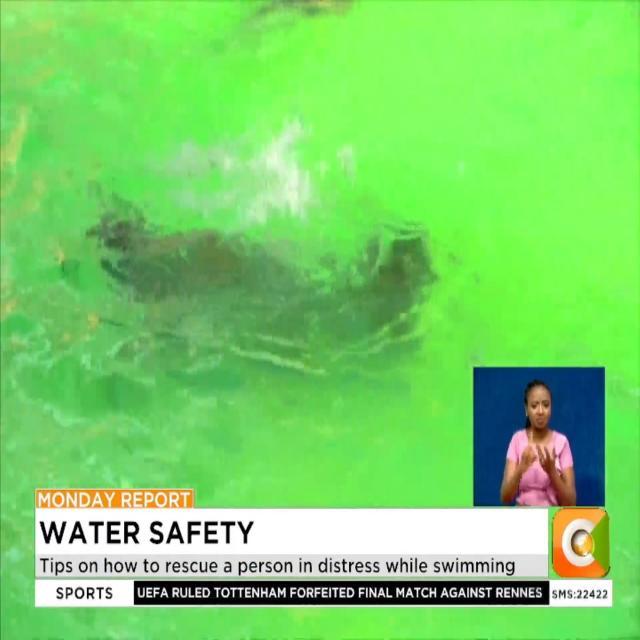 MONDAY REPORT
WATER SAFETY
Tips on how to rescue a person in distress while swimming
SPORTS UEFA RULED TOTTENHAM FORFEITED FINAL MATCH AGAINST RENNES SMS:22422